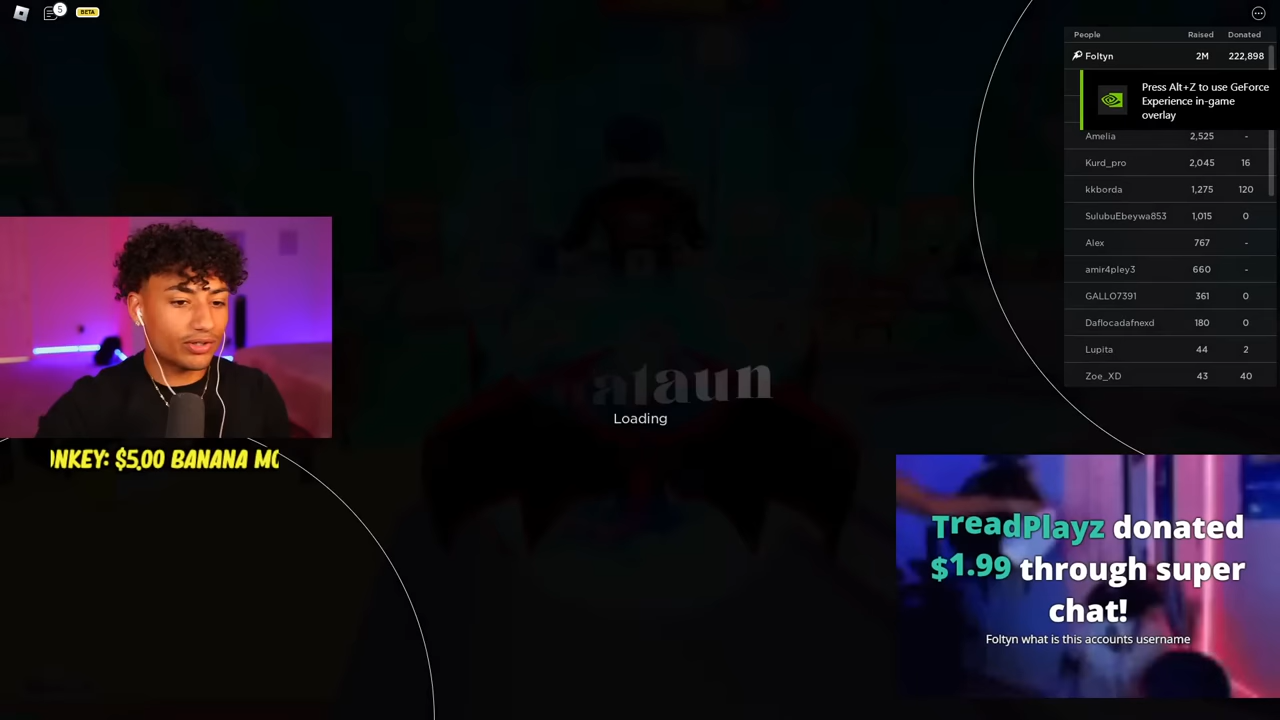 5
BETA
People Raised Donated
Foltyn 2M 222,898
Press Alt+Z to use GeForce
Experience in-game
overlay
Amelia 2,525 -
Kurd_pro 2,045 16
kkborda 1,275 120
SulubuEbeywa853 1,015 0
Alex 767 -
amir4pley3 660 -
GALLO7391 361 0
Daflocadafnexd 180 0
Lupita 44 2
Zoe_XD 43 40
Loading
$5.00 BANANA
TreadPlayz donated
$1.99 through super
chat!
Foltyn what is this accounts username